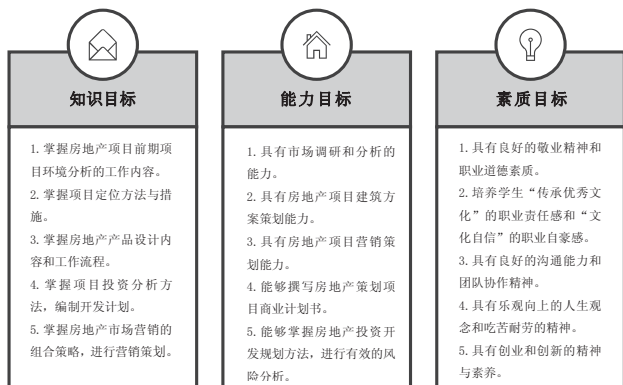 知识目标
1. 掌握房地产项目前期项
目环境分析的工作内容。
2. 掌握项目定位方法与措
施。
3. 掌握房地产产品设计内
容和工作流程。
4. 掌握项目投资分析方
法，编制开发计划。
5. 掌握房地产市场营销的
组合策略，进行营销策划。
能力目标
1. 具有市场调研和分析的
能力。
2. 具有房地产项目建筑方
案策划能力。
3. 具有房地产项目营销策
划能力。
4. 能够撰写房地产策划项
目商业计划书。
5. 能够掌握房地产投资开
发规划方法，进行有效的风
险分析。
素质目标
1. 具有良好的敬业精神和
职业道德素质。
2. 培养学生“传承优秀文
化”的职业责任感和“文
化自信”的职业自豪感。
3. 具有良好的沟通能力和
团队协作精神。
4. 具有乐观向上的人生观
念和吃苦耐劳的精神。
5. 具有创业和创新的精神
与素养。